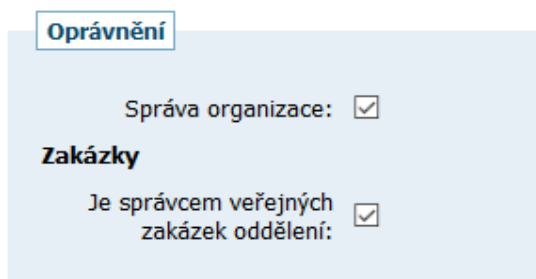 Oprávnění
Správa organizace:
Zakázky
Je správcem veřejných
zakázek oddělení: